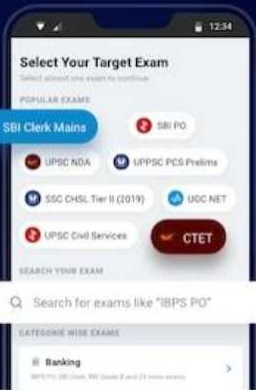 12:34
Select Your Target Exam
Select atmost one exam to continue
POPULAR EXAMS
SBI Clerk Mains
SBI PO
UPSC NDA
UPPSC PCS Prelims
SSC CHSL Tier II (2019)
UGC NET
UPSC Civil Services
CTET
SEARCH YOUR EXAM
Search for exams like "IBPS PO"
CATEGORIE WISE EXAMS
Banking